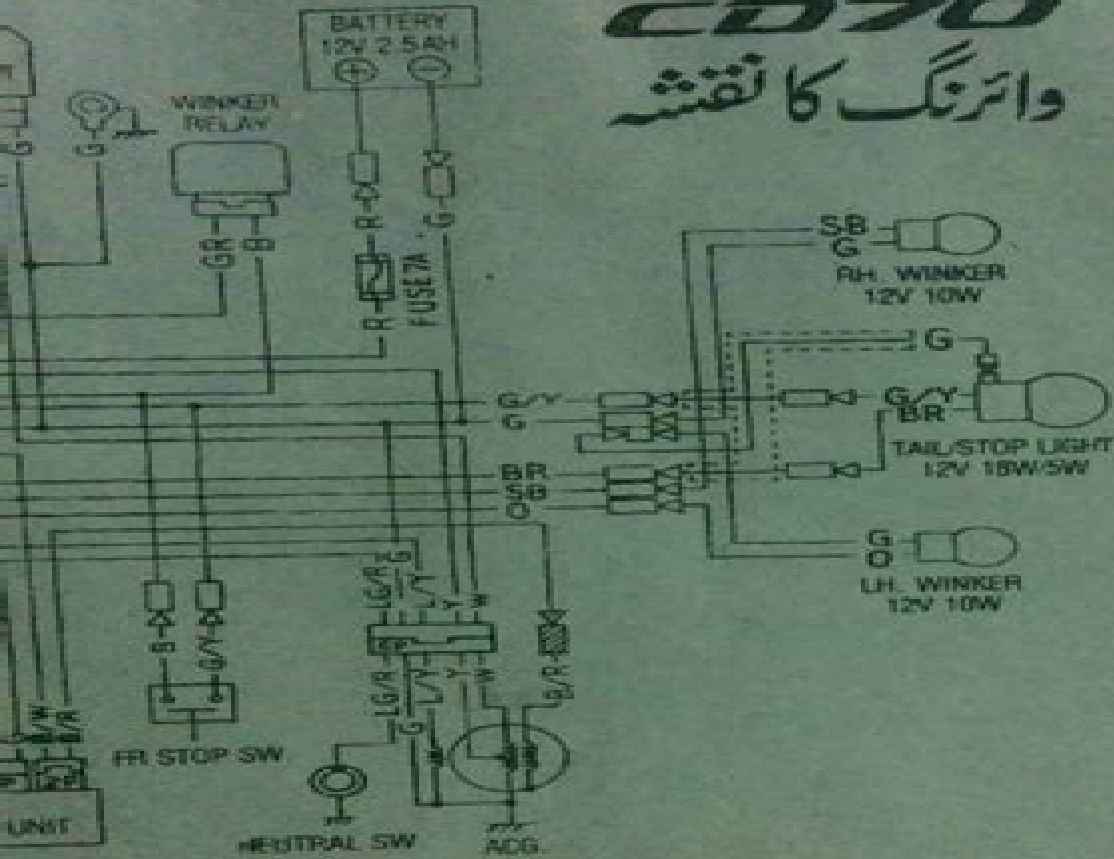 CD70
وائرنگ کا نقشہ
BATTERY
12V 2.5AH
WINKER
RELAY
G
G
GR
B
R
G
FUSE 7A
R
SB
G
RH. WINKER
12V 10W
G
G/Y
BR
TAIL/STOP LIGHT
12V 18W/5W
G/Y
G
BR
SB
O
G
O
LH. WINKER
12V 10W
LG/R
G
L/Y
Y
W
B
G/Y
LG/R
G
L/Y
Y
W
B/R
B/W
B/R
FR STOP SW
UNIT
NEUTRAL SW
ACG.